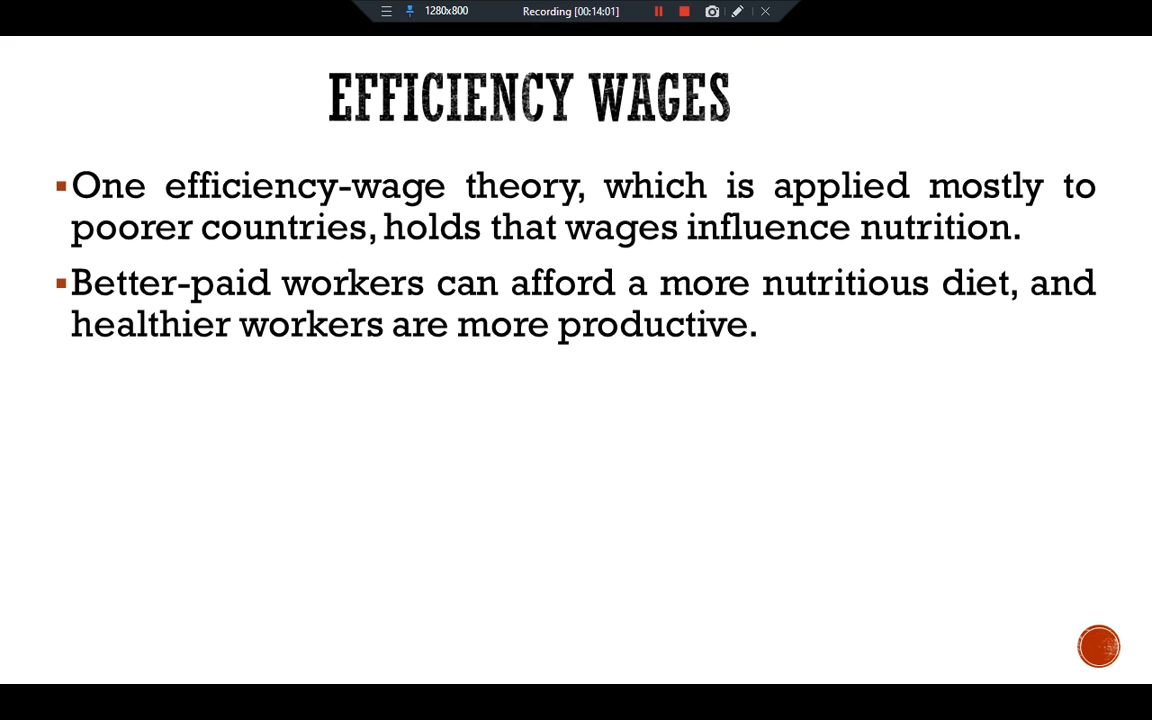 1280x800 Recording [00:14:01]
EFFICIENCY WAGES
▪One efficiency-wage theory, which is applied mostly to
poorer countries, holds that wages influence nutrition.
▪Better-paid workers can afford a more nutritious diet, and
healthier workers are more productive.